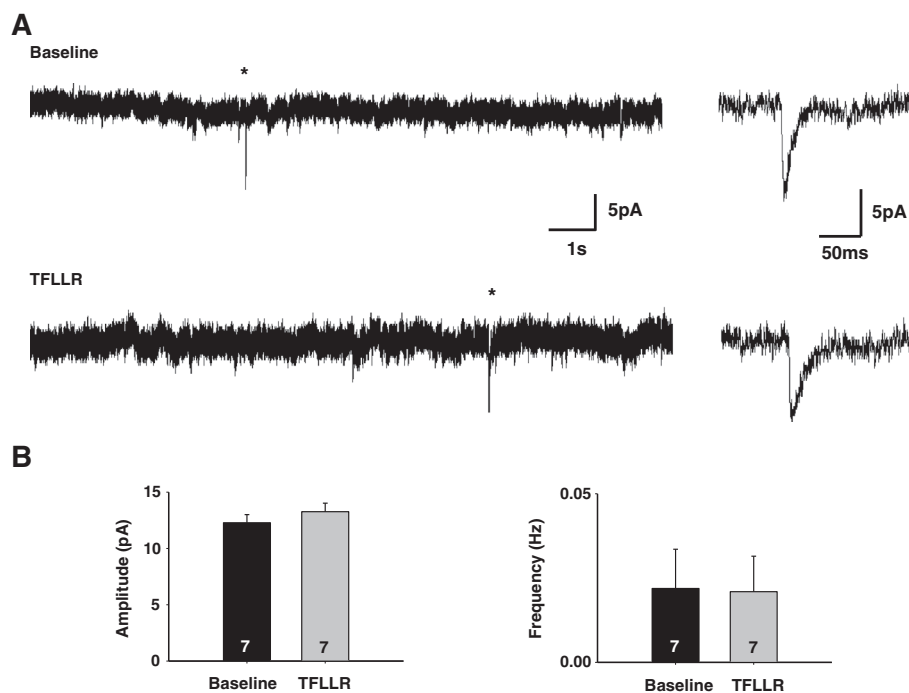 A
Baseline
*
5pA
1s
5pA
50ms
TFLLR
*
B
15
10
5
0
Amplitude (pA)
7
7
Baseline
TFLLR
0.05
0.00
Frequency (Hz)
7
7
Baseline
TFLLR